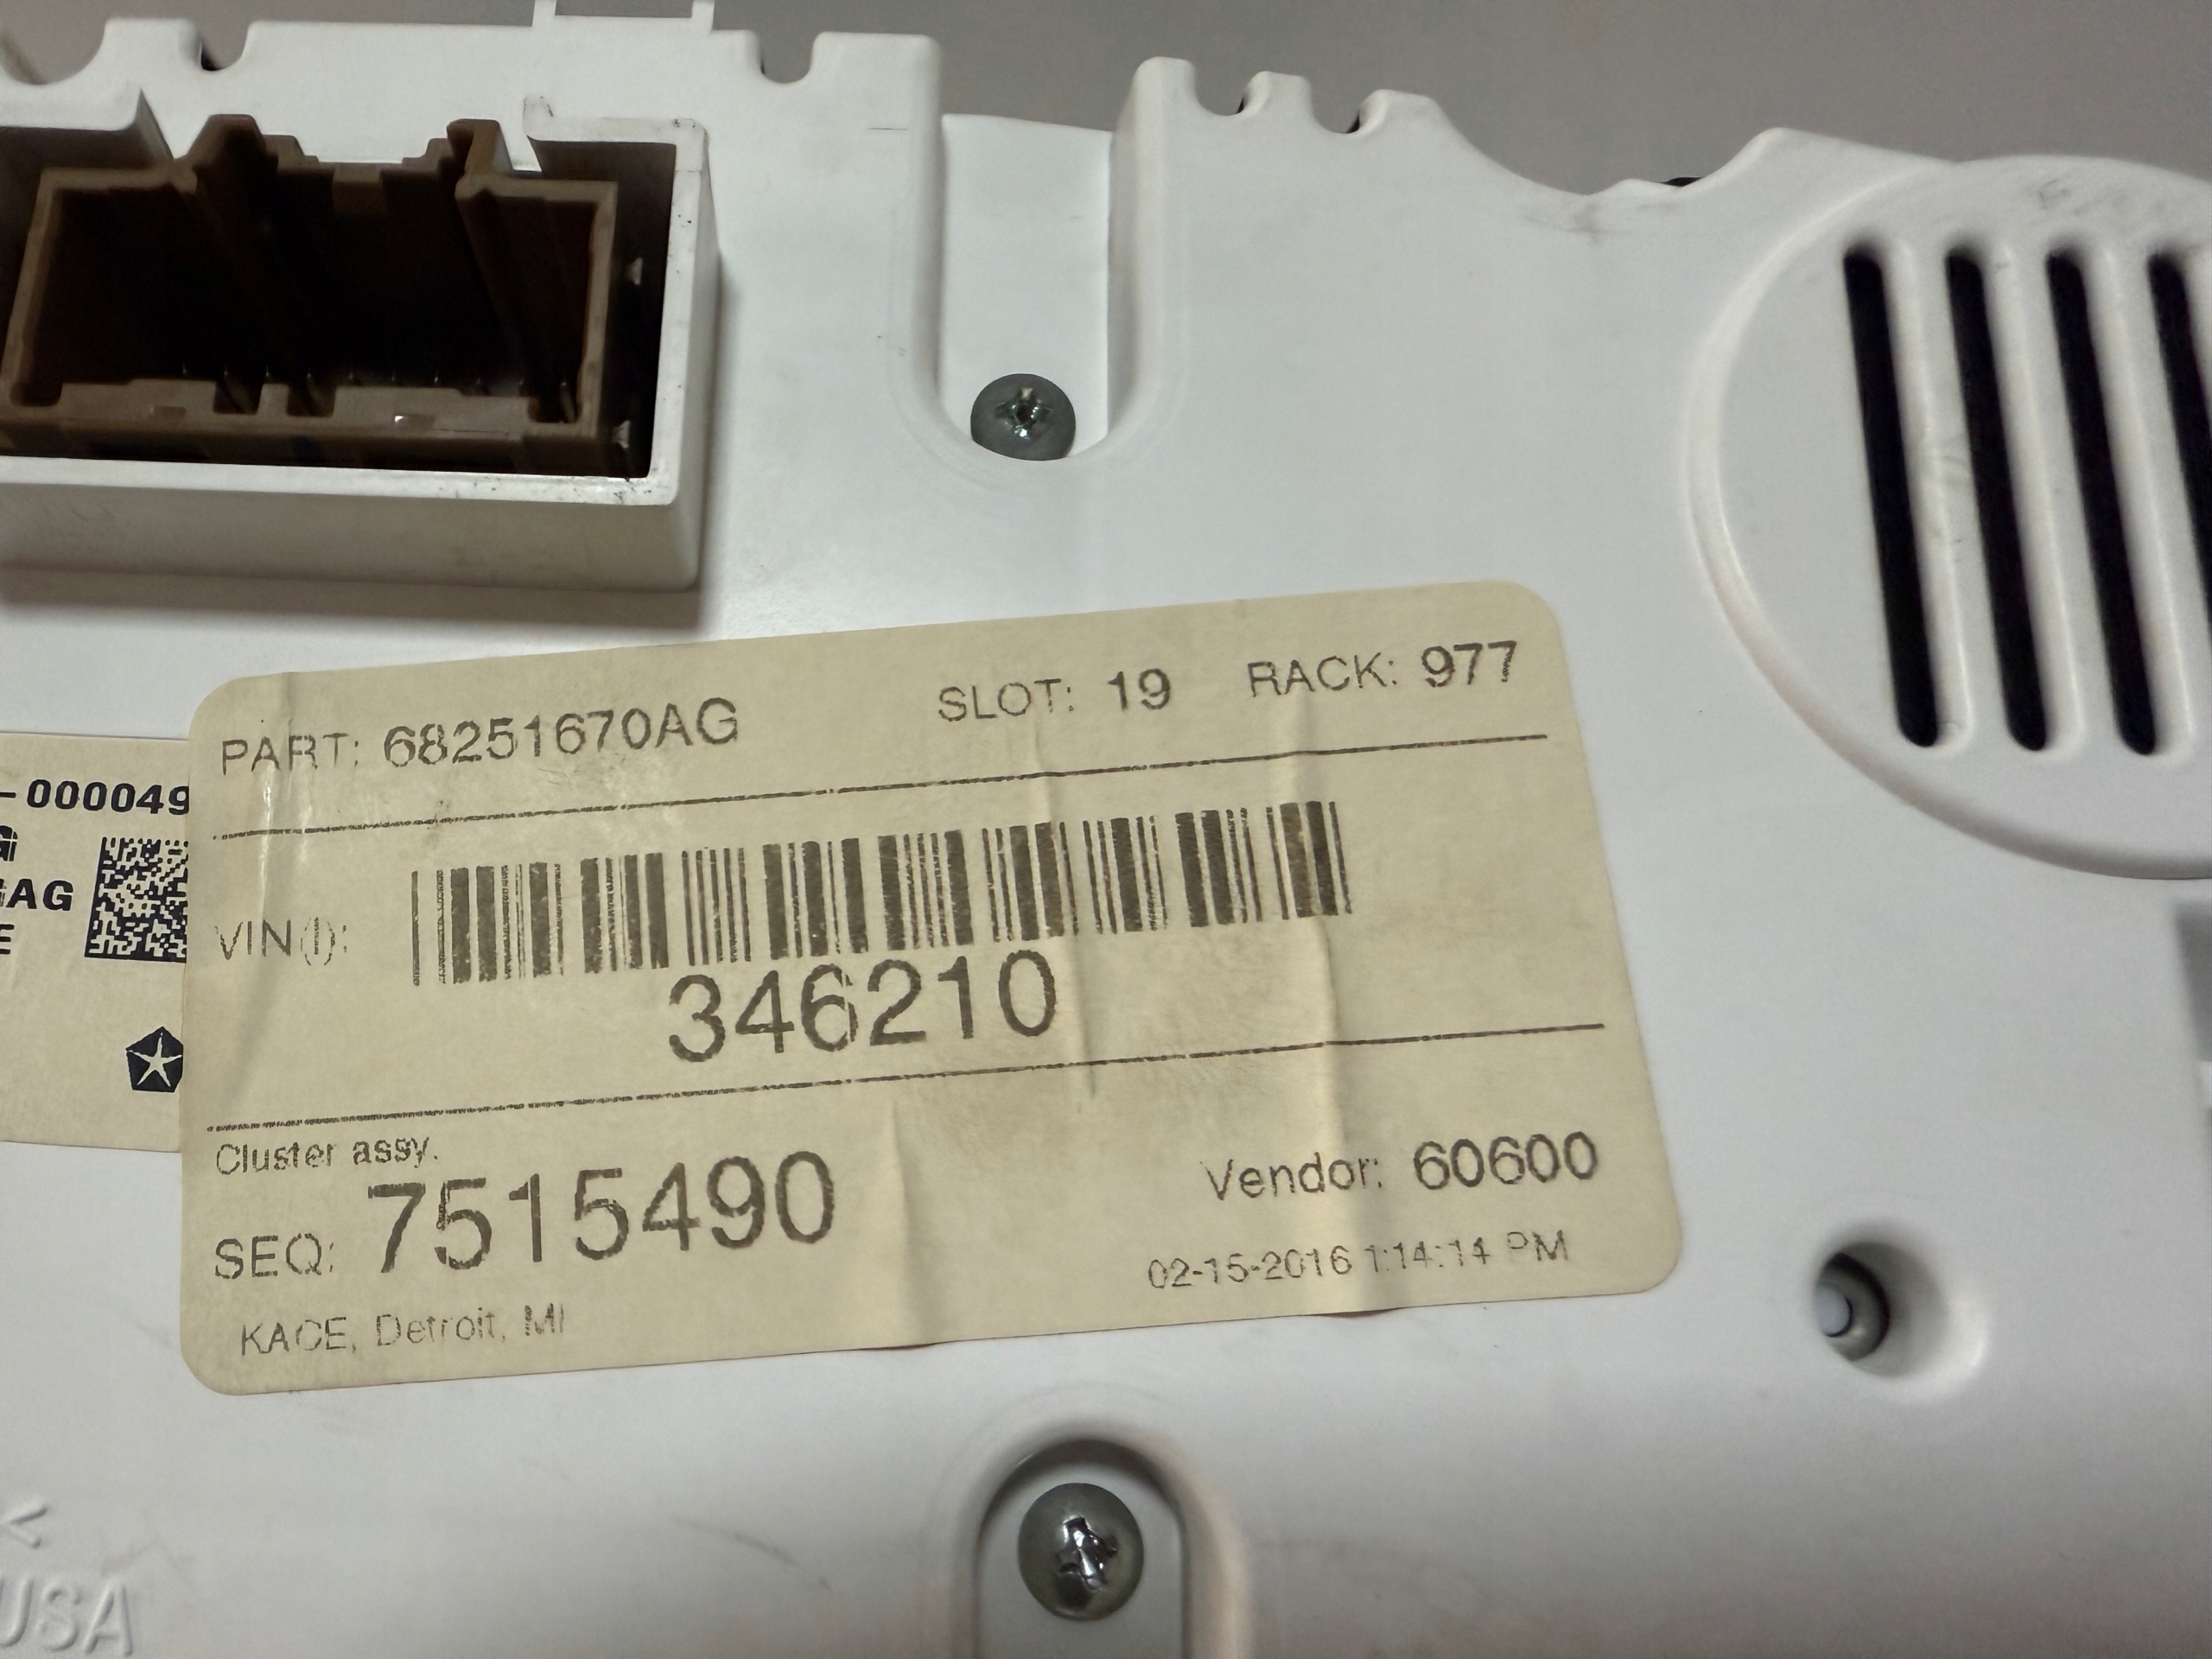 PART: 68251670AG SLOT: 19 RACK: 977
-000049
G
AG
E
VIN(I):
346210
Cluster assy.
SEQ: 7515490
Vendor: 60600
02-15-2016 1:14:14 PM
KACE, Detroit, MI
<
USA